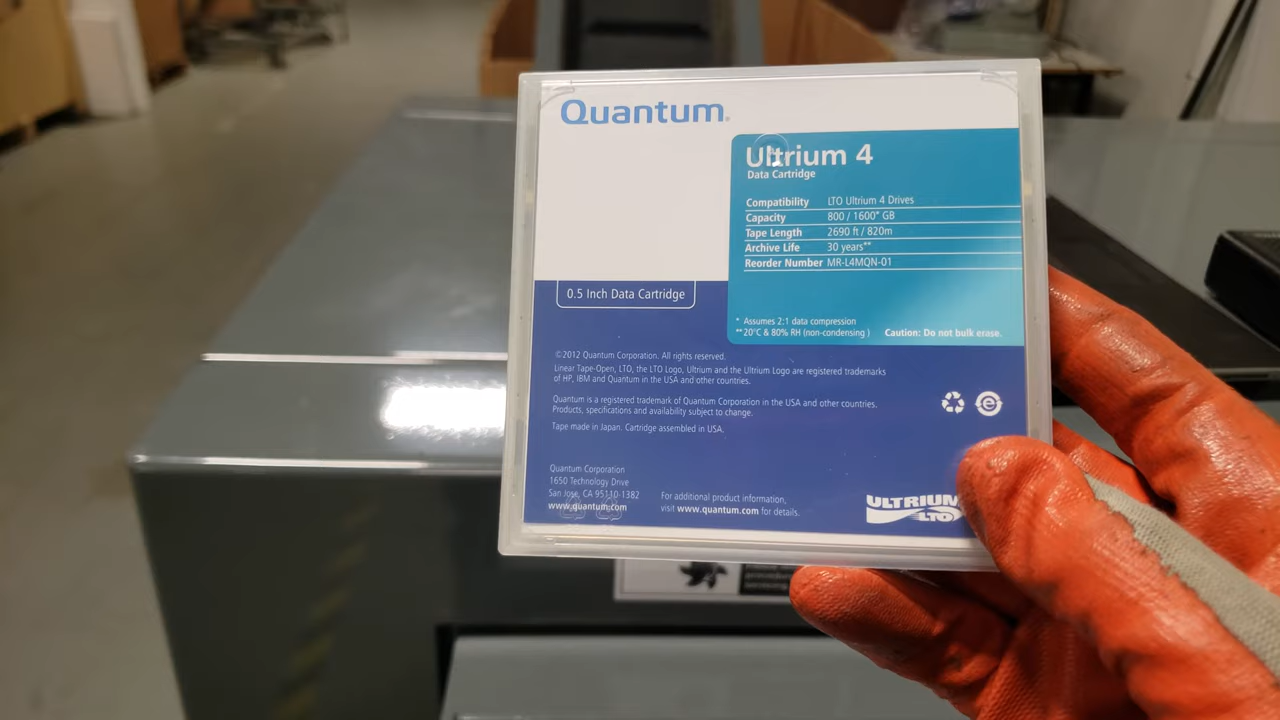 Quantum®
Ultrium 4
Data Cartridge
Compatibility LTO Ultrium 4 Drives
Capacity 800 / 1600* GB
Tape Length 2690 ft / 820m
Archive Life 30 years**
Reorder Number MR-L4MQN-01
0.5 Inch Data Cartridge
* Assumes 2:1 data compression
** 20°C & 80% RH (non-condensing ) Caution: Do not bulk erase.
©2012 Quantum Corporation. All rights reserved.
Linear Tape-Open, LTO, the LTO Logo, Ultrium and the Ultrium Logo are registered trademarks
of HP, IBM and Quantum in the USA and other countries.
Quantum is a registered trademark of Quantum Corporation in the USA and other countries.
Products, specifications and availability subject to change.
Tape made in Japan. Cartridge assembled in USA.
Quantum Corporation
1650 Technology Drive
San Jose, CA 95110-1382
www.quantum.com
For additional product information,
visit www.quantum.com for details.
ULTRIUM
LTO